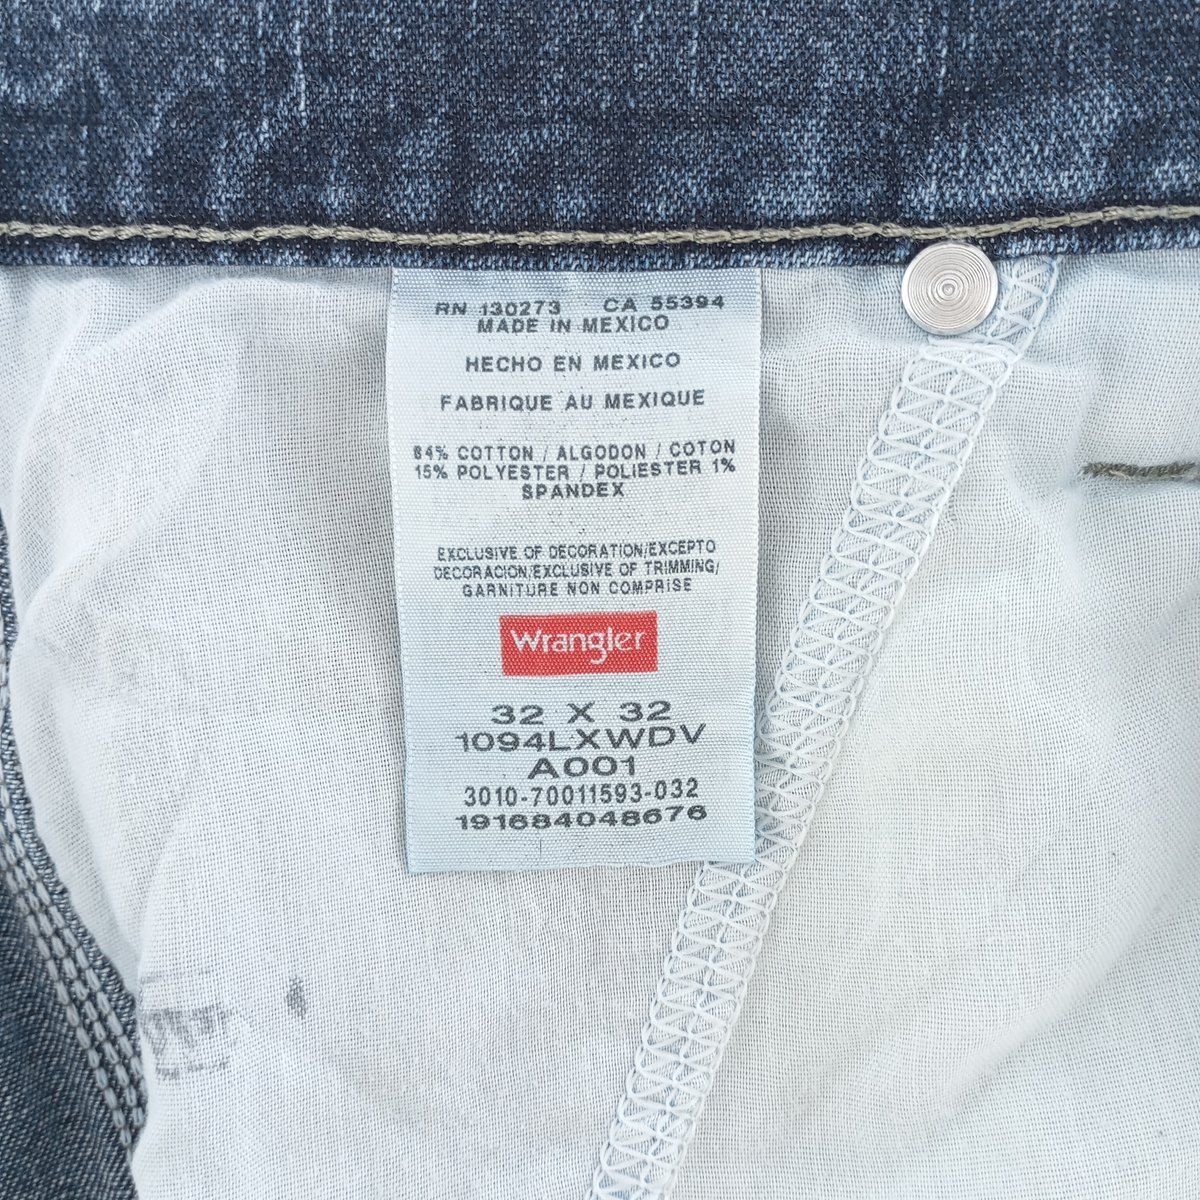 RN 130273 CA 55394
MADE IN MEXICO
HECHO EN MEXICO
FABRIQUE AU MEXIQUE
84% COTTON / ALGODON / COTON
15% POLYESTER / POLIESTER 1%
SPANDEX
EXCLUSIVE OF DECORATION/EXCEPTO
DECORACION/EXCLUSIVE OF TRIMMING/
GARNITURE NON COMPRISE
Wrangler
32 X 32
1094LXWDV
A001
3010-70011593-032
191684048676